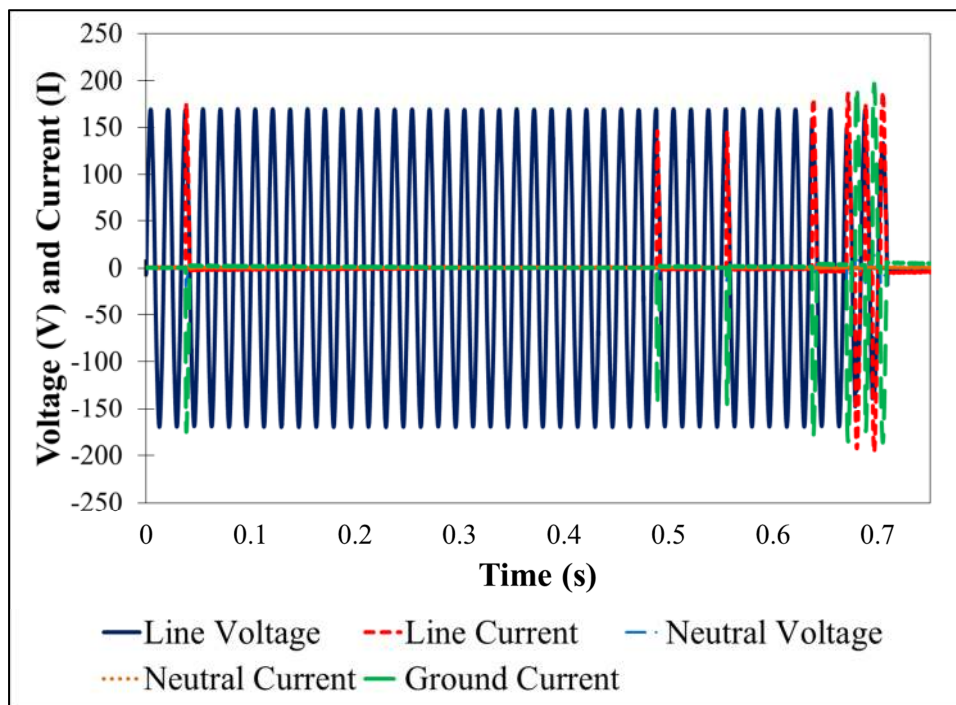 250
200
150
100
50
0
-50
-100
-150
-200
-250
Voltage (V) and Current (I)
0 0.1 0.2 0.3 0.4 0.5 0.6 0.7
Time (s)
Line Voltage Line Current Neutral Voltage
Neutral Current Ground Current